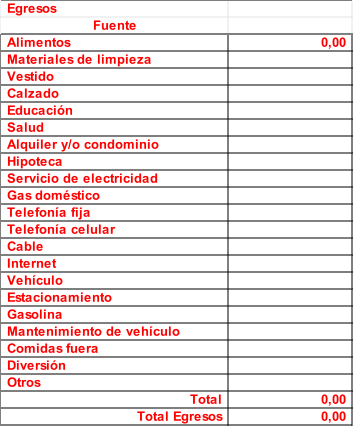 Egresos
Fuente
Alimentos 0,00
Materiales de limpieza
Vestido
Calzado
Educación
Salud
Alquiler y/o condominio
Hipoteca
Servicio de electricidad
Gas doméstico
Telefonía fija
Telefonía celular
Cable
Internet
Vehículo
Estacionamiento
Gasolina
Mantenimiento de vehiculo
Comidas fuera
Diversión
Otros
Total 0,00
Total Egresos 0,00